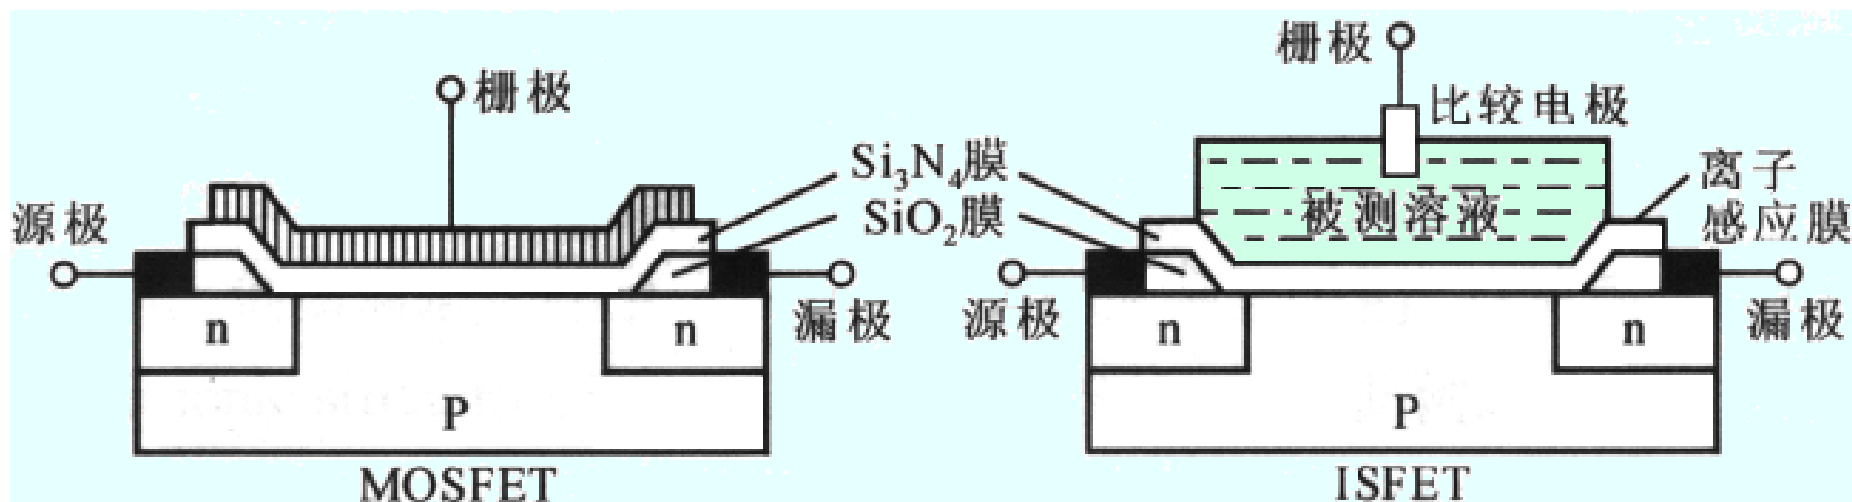 栅极
源极
漏极
n
n
P
MOSFET
Si₃N₄膜
SiO₂膜
栅极
比较电极
被测溶液
离子
感应膜
源极
漏极
n
n
P
ISFET